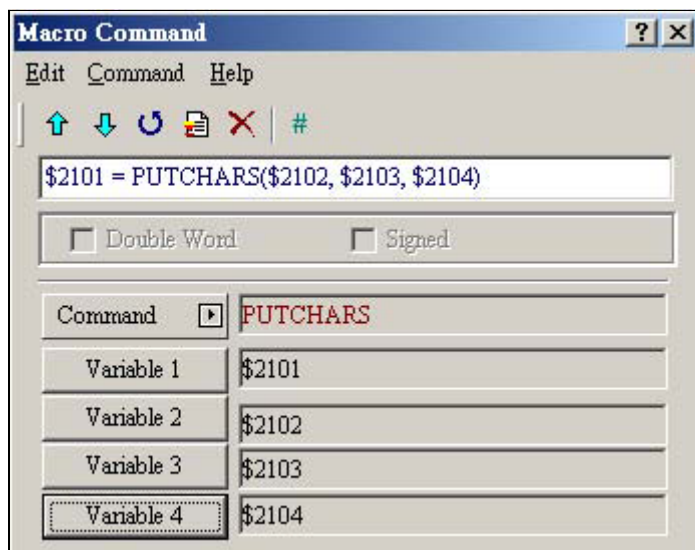 Macro Command
Edit Command Help
#
$2101 = PUTCHARS($2102, $2103, $2104)
Double Word Signed
Command PUTCHARS
Variable 1 $2101
Variable 2 $2102
Variable 3 $2103
Variable 4 $2104